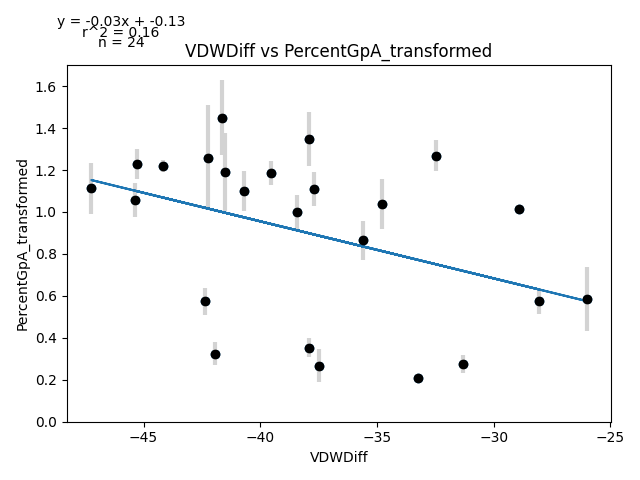 y = -0.03x + -0.13
r^2 = 0.16
n = 24
VDWDiff vs PercentGpA_transformed
PercentGpA_transformed
1.6
1.4
1.2
1.0
0.8
0.6
0.4
0.2
0.0
−45 −40 −35 −30 −25
VDWDiff